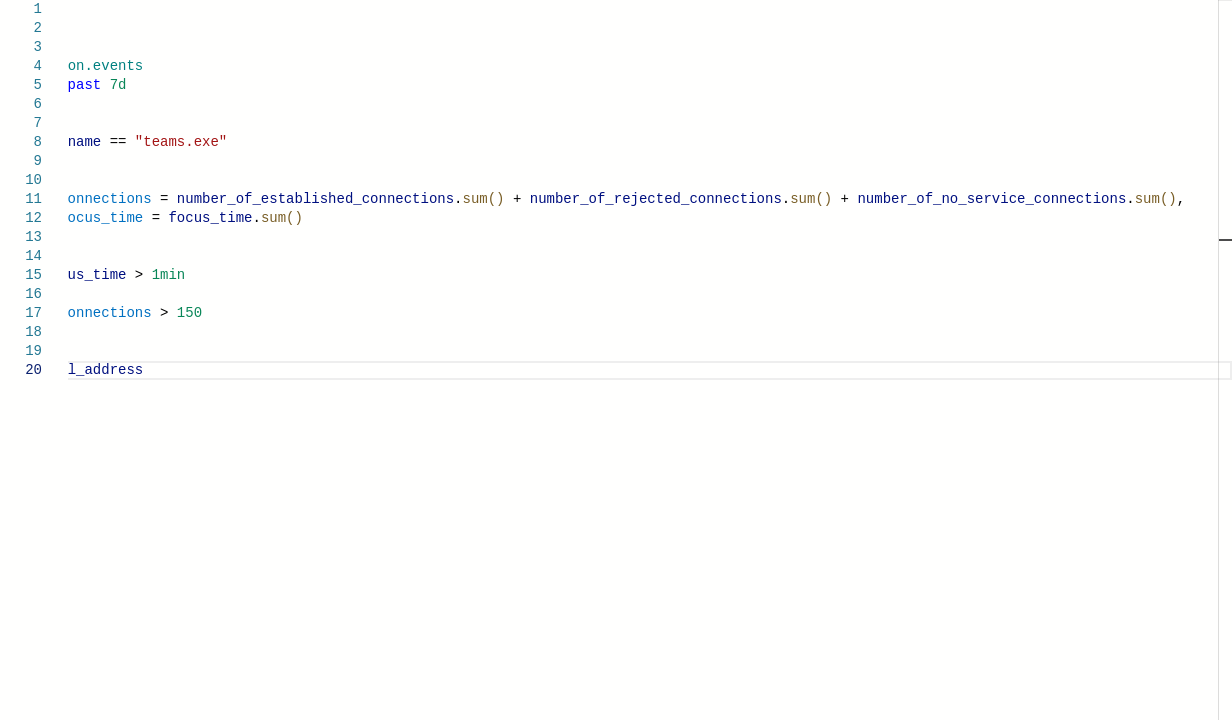 1
2
3
4 on.events
5 past 7d
6
7
8 name == "teams.exe"
9
10
11 onnections = number_of_established_connections.sum() + number_of_rejected_connections.sum() + number_of_no_service_connections.sum(),
12 ocus_time = focus_time.sum()
13
14
15 us_time > 1min
16
17 onnections > 150
18
19
20 l_address